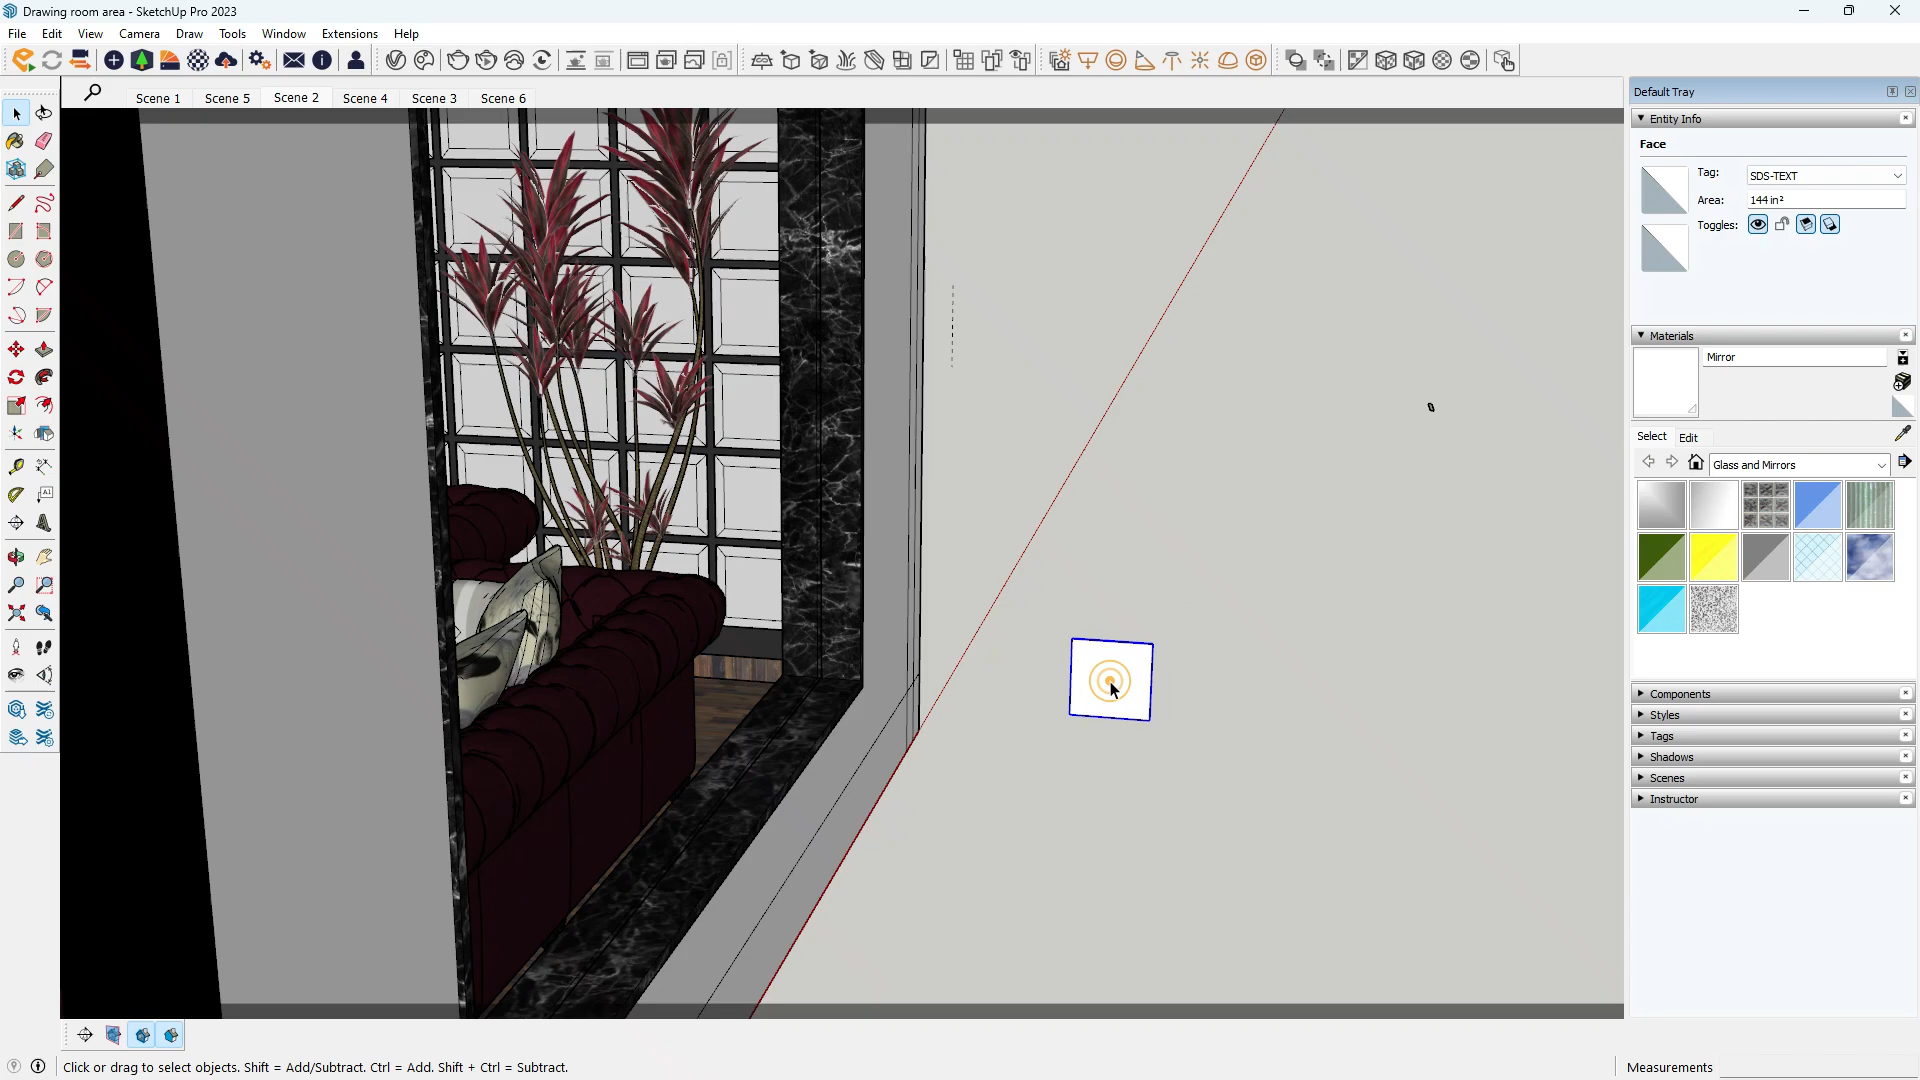 Drawing room area - SketchUp Pro 2023
File Edit View Camera Draw Tools Window Extensions Help
Scene 1 Scene 5 Scene 2 Scene 4 Scene 3 Scene 6
Default Tray
Entity Info
Face
Tag: SDS-TEXT
Area: 144 in²
Toggles:
Materials
Mirror
Select Edit
Glass and Mirrors
Components
Styles
Tags
Shadows
Scenes
Instructor
Click or drag to select objects. Shift = Add/Subtract. Ctrl = Add. Shift + Ctrl = Subtract.
Measurements